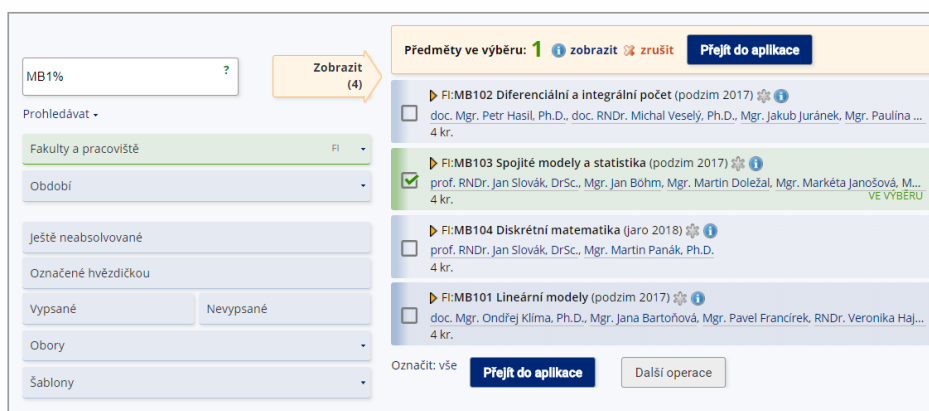 MB1% ?
Zobrazit
(4)
Prohledávat
Fakulty a pracoviště FI
Období
Ještě neabsolvované
Označené hvězdičkou
Vypsané Nevypsané
Obory
Šablony
Předměty ve výběru: 1 zobrazit zrušit Přejít do aplikace
FI:MB102 Diferenciální a integrální počet (podzim 2017)
doc. Mgr. Petr Hasil, Ph.D., doc. RNDr. Michal Veselý, Ph.D., Mgr. Jakub Juránek, Mgr. Paulína ...
4 kr.
FI:MB103 Spojité modely a statistika (podzim 2017)
prof. RNDr. Jan Slovák, DrSc., Mgr. Jan Böhm, Mgr. Martin Doležal, Mgr. Markéta Janošová, M...
VE VÝBĚRU
4 kr.
FI:MB104 Diskrétní matematika (jaro 2018)
prof. RNDr. Jan Slovák, DrSc., Mgr. Martin Panák, Ph.D.
4 kr.
FI:MB101 Lineární modely (podzim 2017)
doc. Mgr. Ondřej Klíma, Ph.D., Mgr. Jana Bartoňová, Mgr. Pavel Francírek, RNDr. Veronika Haj...
4 kr.
Označit: vše Přejít do aplikace Další operace